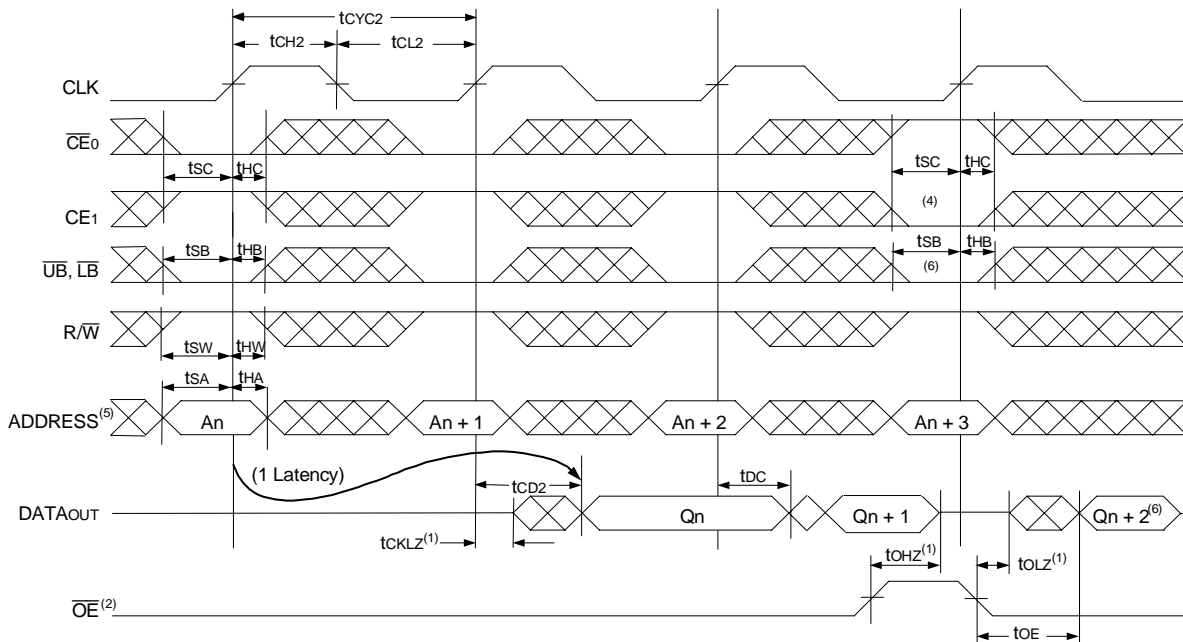 tCYC2
tCH2 tCL2
CLK
CE0
tSC tHC tSC tHC
CE1 (4)
tSB tHB tSB tHB
UB, LB (6)
R/W
tSW tHW
tSA tHA
ADDRESS(5) An An + 1 An + 2 An + 3
(1 Latency) tCD2 tDC
DATAOUT Qn Qn + 1 Qn + 2(6)
tCKLZ(1) tOHZ(1) tOLZ(1)
OE(2)
tOE